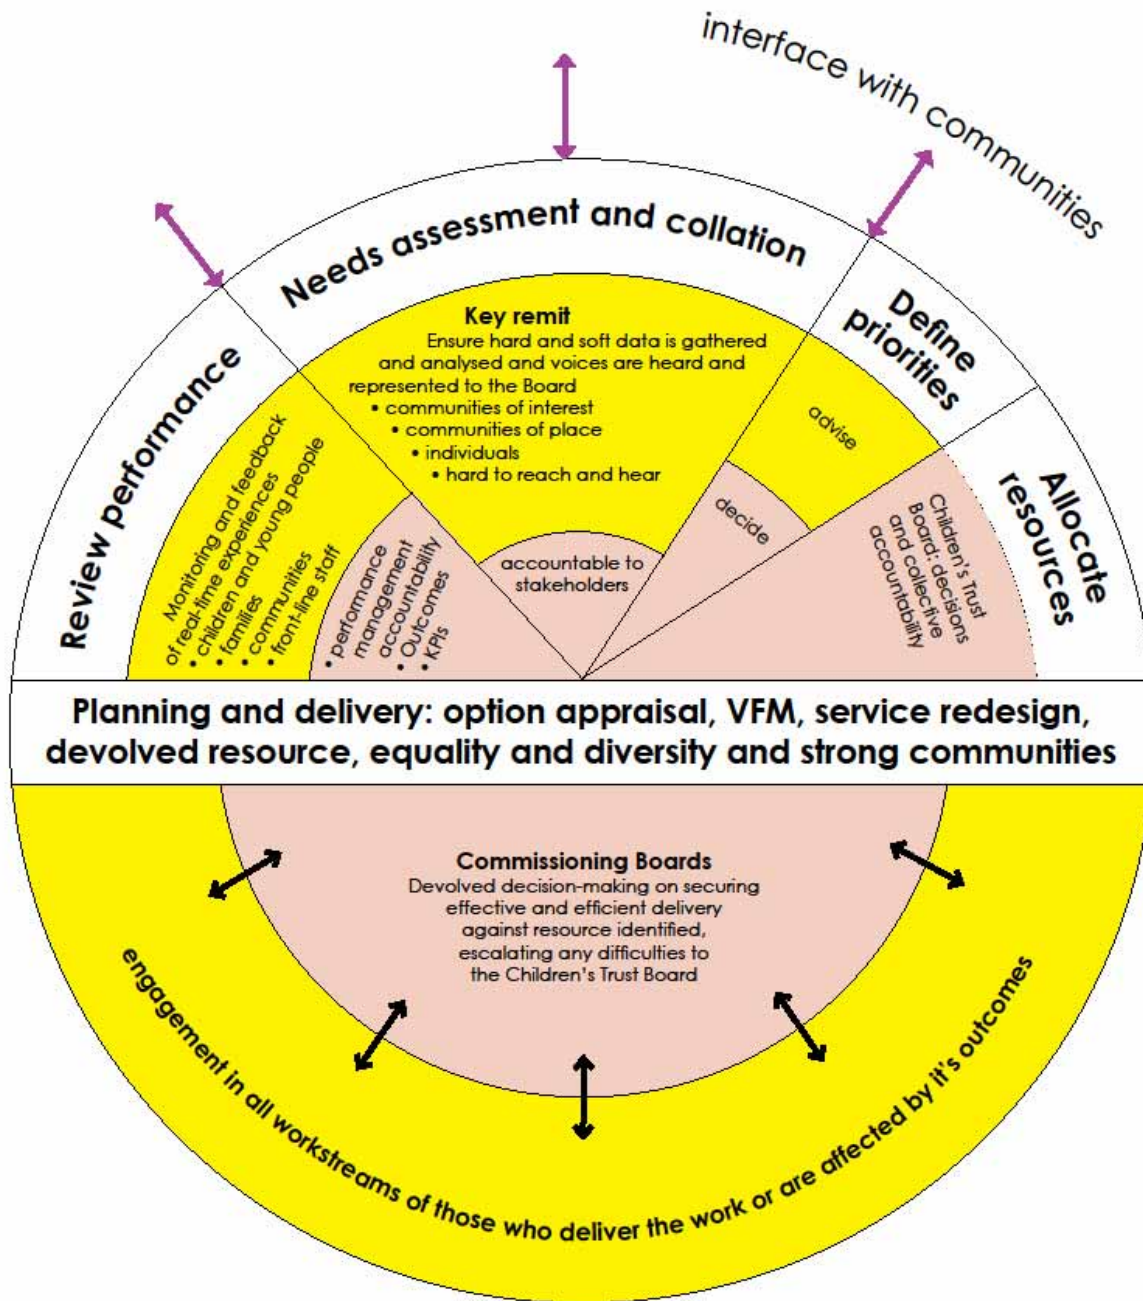 interface with communities
Needs assessment and collation
Define
priorities
Allocate
resources
Review performance
Key remit
Ensure hard and soft data is gathered
and analysed and voices are heard and
represented to the Board
• communities of interest
• communities of place
• individuals
• hard to reach and hear
advise
decide
Children's Trust
Board: decisions
and collective
accountability
Monitoring and feedback
of real-time experiences
• children and young people
• families
• communities
• front-line staff
• performance
management
accountability
• Outcomes
• KPIs
accountable to
stakeholders
Planning and delivery: option appraisal, VFM, service redesign,
devolved resource, equality and diversity and strong communities
Commissioning Boards
Devolved decision-making on securing
effective and efficient delivery
against resource identified,
escalating any difficulties to
the Children's Trust Board
engagement in all workstreams of those who deliver the work or are affected by it's outcomes